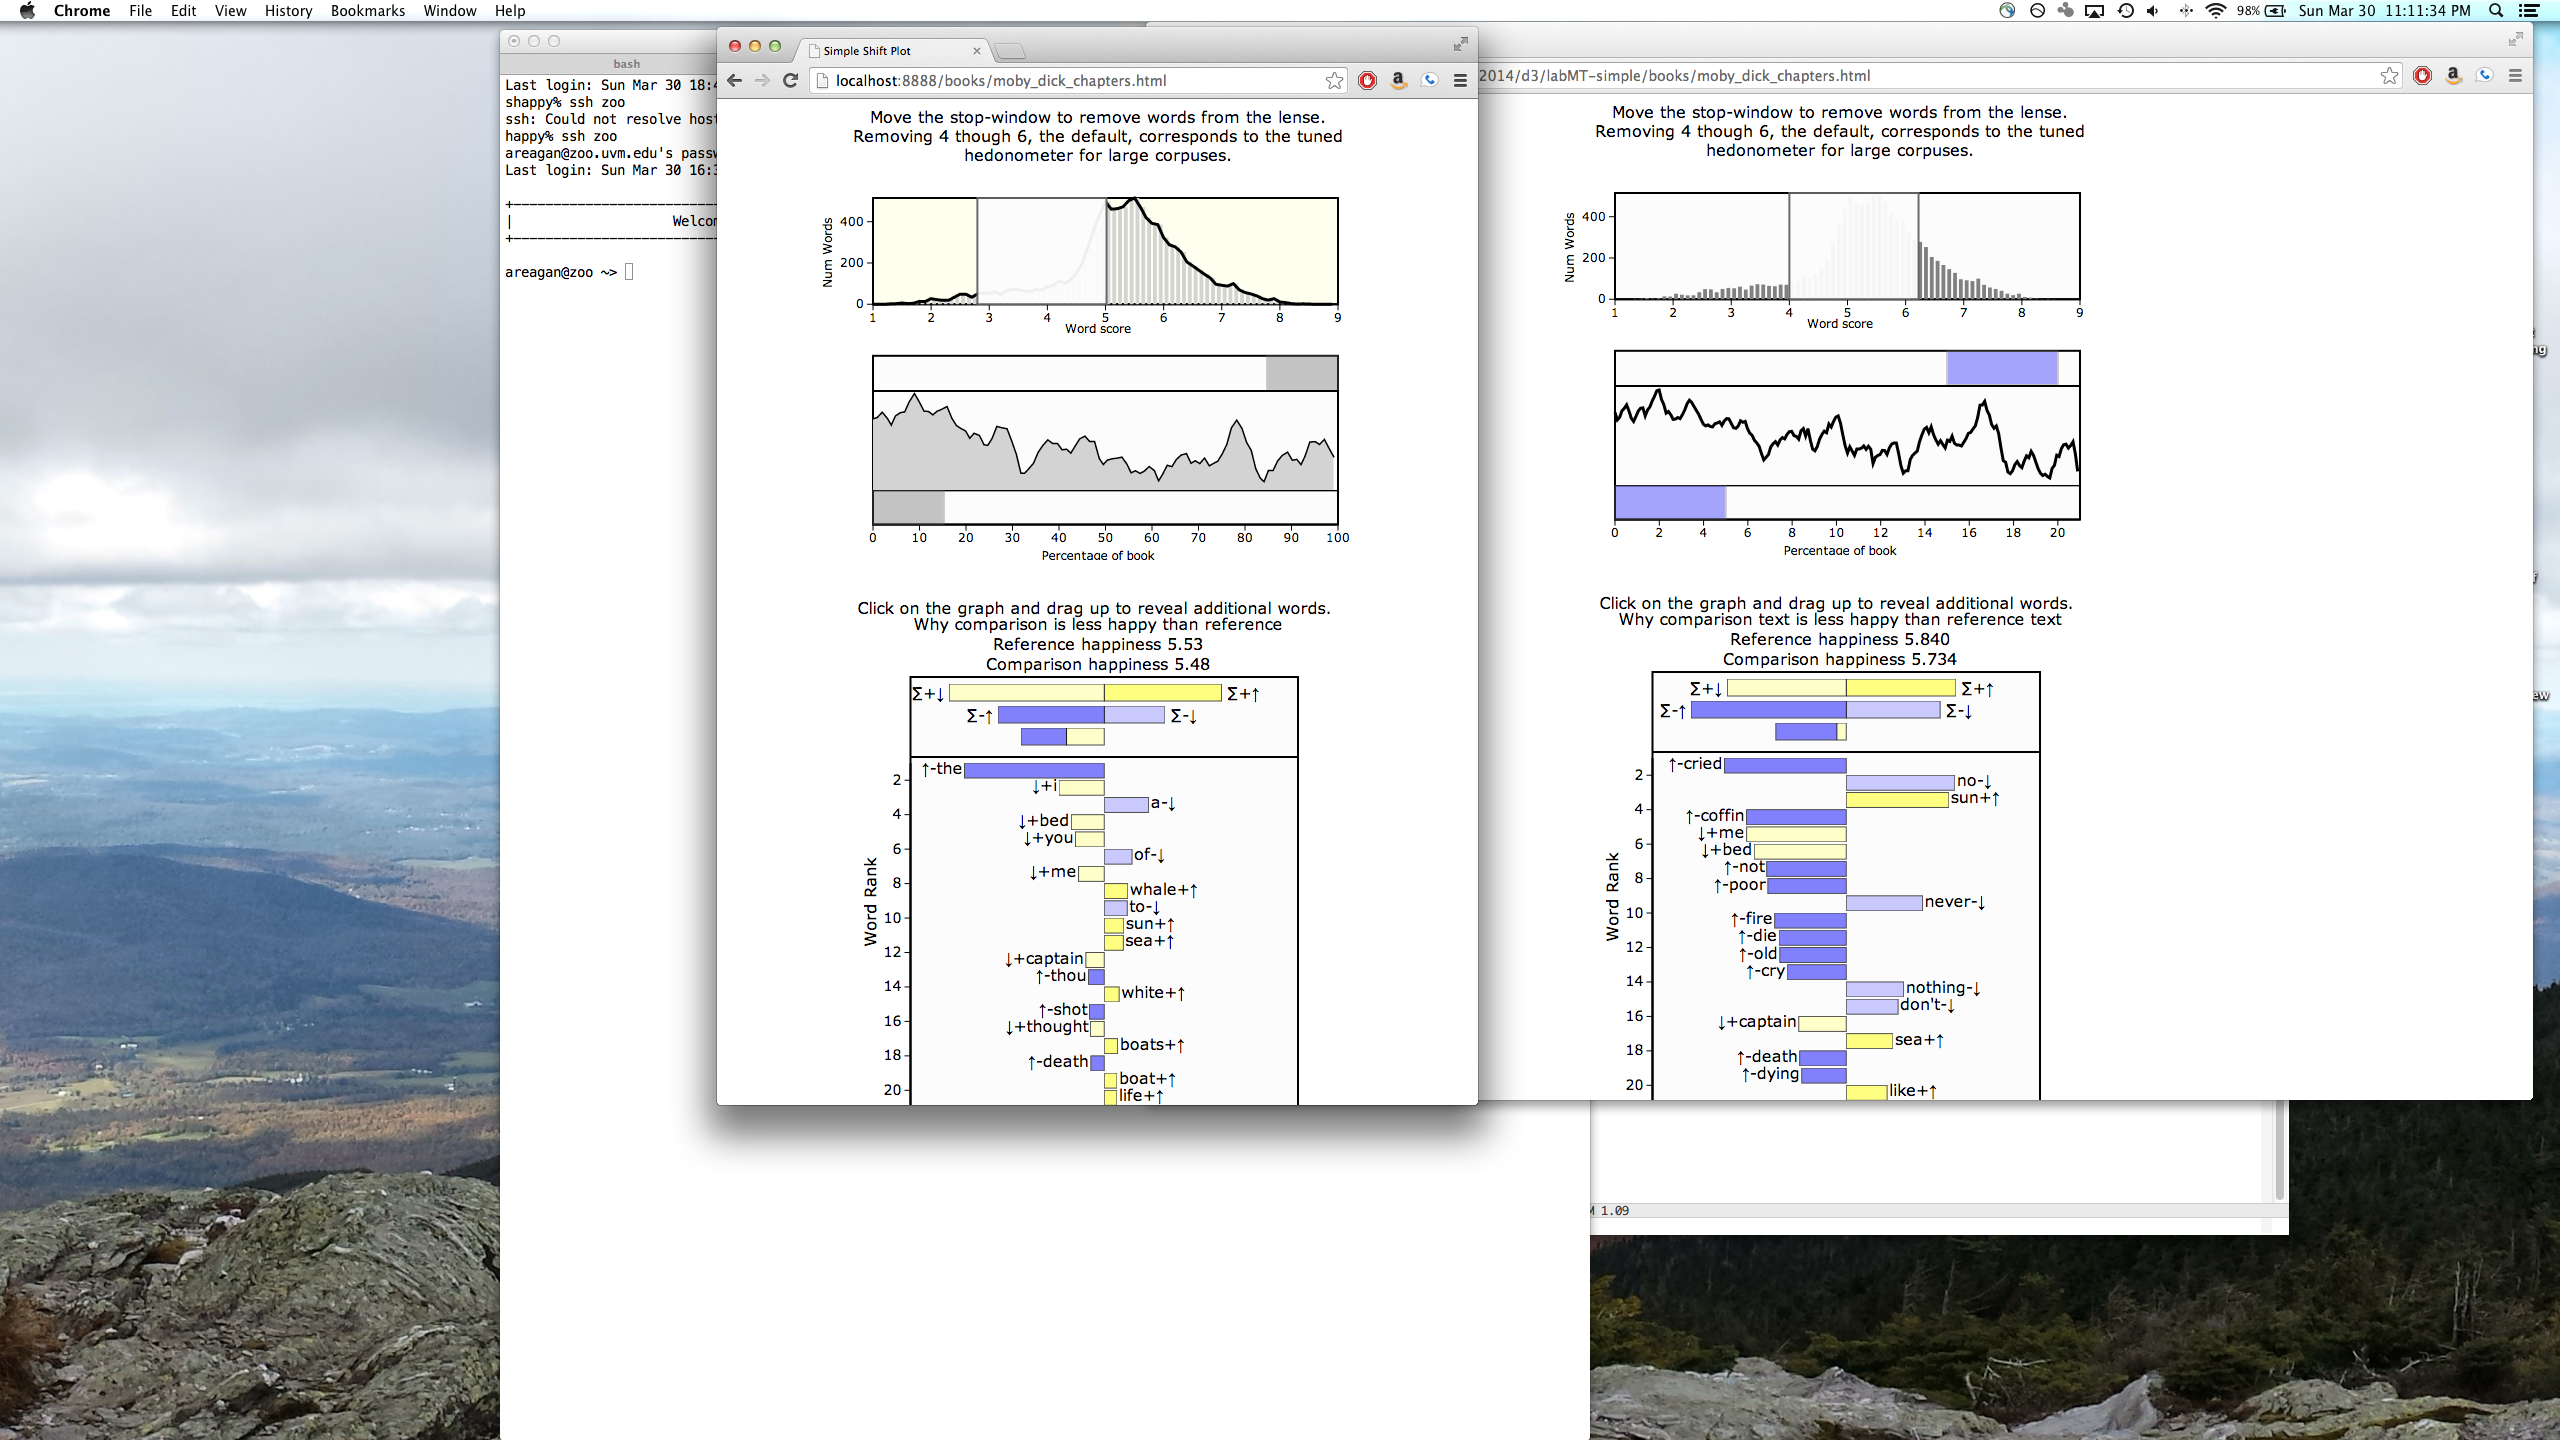 Chrome File Edit View History Bookmarks Window Help
98% Sun Mar 30 11:11:34 PM
bash
Last login: Sun Mar 30 18:4
shappy% ssh zoo
ssh: Could not resolve host
happy% ssh zoo
areagan@zoo.uvm.edu's passw
Last login: Sun Mar 30 16:3
+----------------------
| Welcom
+----------------------
areagan@zoo ~>
Simple Shift Plot
localhost:8888/books/moby_dick_chapters.html
Move the stop-window to remove words from the lense.
Removing 4 though 6, the default, corresponds to the tuned
hedonometer for large corpuses.
Num Words
400
200
0
1 2 3 4 5 6 7 8 9
Word score
0 10 20 30 40 50 60 70 80 90 100
Percentage of book
Click on the graph and drag up to reveal additional words.
Why comparison is less happy than reference
Reference happiness 5.53
Comparison happiness 5.48
Σ+↓ Σ+↑
Σ-↑ Σ-↓
Word Rank
↑-the
2
↓+i
a-↓
4 ↓+bed
↓+you
6 of-↓
↓+me
8 whale+↑
to-↓
10 sun+↑
sea+↑
12 ↓+captain
↑-thou
14 white+↑
↑-shot
16 ↓+thought
boats+↑
18 ↑-death
boat+↑
20 life+↑
2014/d3/labMT-simple/books/moby_dick_chapters.html
Move the stop-window to remove words from the lense.
Removing 4 though 6, the default, corresponds to the tuned
hedonometer for large corpuses.
Num Words
400
200
0
1 2 3 4 5 6 7 8 9
Word score
0 2 4 6 8 10 12 14 16 18 20
Percentage of book
Click on the graph and drag up to reveal additional words.
Why comparison text is less happy than reference text
Reference happiness 5.840
Comparison happiness 5.734
Σ+↓ Σ+↑
Σ-↑ Σ-↓
Word Rank
↑-cried
2 no-↓
sun+↑
4 ↑-coffin
↓+me
6 ↓+bed
↑-not
8 ↑-poor
never-↓
10 ↑-fire
↑-die
12 ↑-old
↑-cry
14 nothing-↓
don't-↓
16 ↓+captain
sea+↑
18 ↑-death
↑-dying
20 like+↑
1.09
ng
f
ew